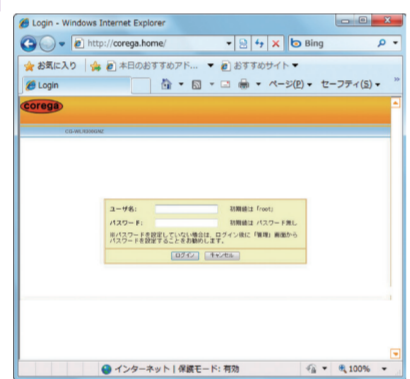 Login - Windows Internet Explorer
http://corega.home/
Bing
お気に入り 本日のおすすめアド... おすすめサイト
Login ページ(P) セーフティ(S) »
corega
ユーザ名: 初期値は「root」
パスワード: 初期値は パスワード無し
※パスワードを設定していない場合は、ログイン後に「管理」画面から
パスワードを設定することをお勧めします。
ログイン キャンセル
インターネット | 保護モード: 有効 100%